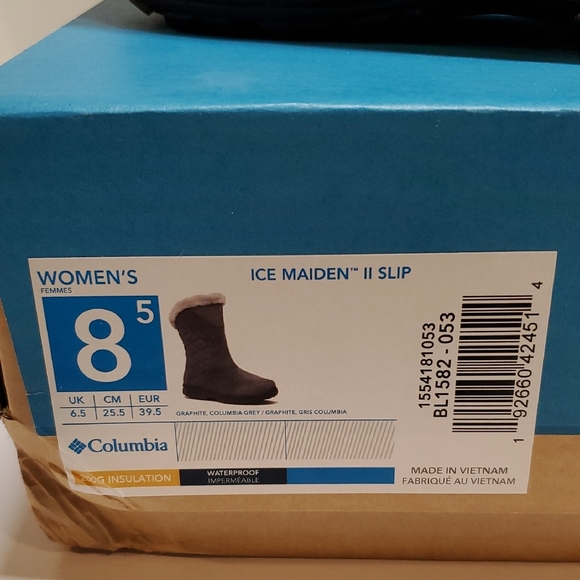 WOMEN'S
FEMMES
ICE MAIDEN™ II SLIP
8 5
UK CM EUR
6.5 25.5 39.5
GRAPHITE, COLUMBIA GREY / GRAPHITE, GRIS COLUMBIA
Columbia
200G INSULATION
WATERPROOF
IMPERMÉABLE
1554181053
BL1582 - 053
1 92660 42451 4
MADE IN VIETNAM
FABRIQUÉ AU VIETNAM